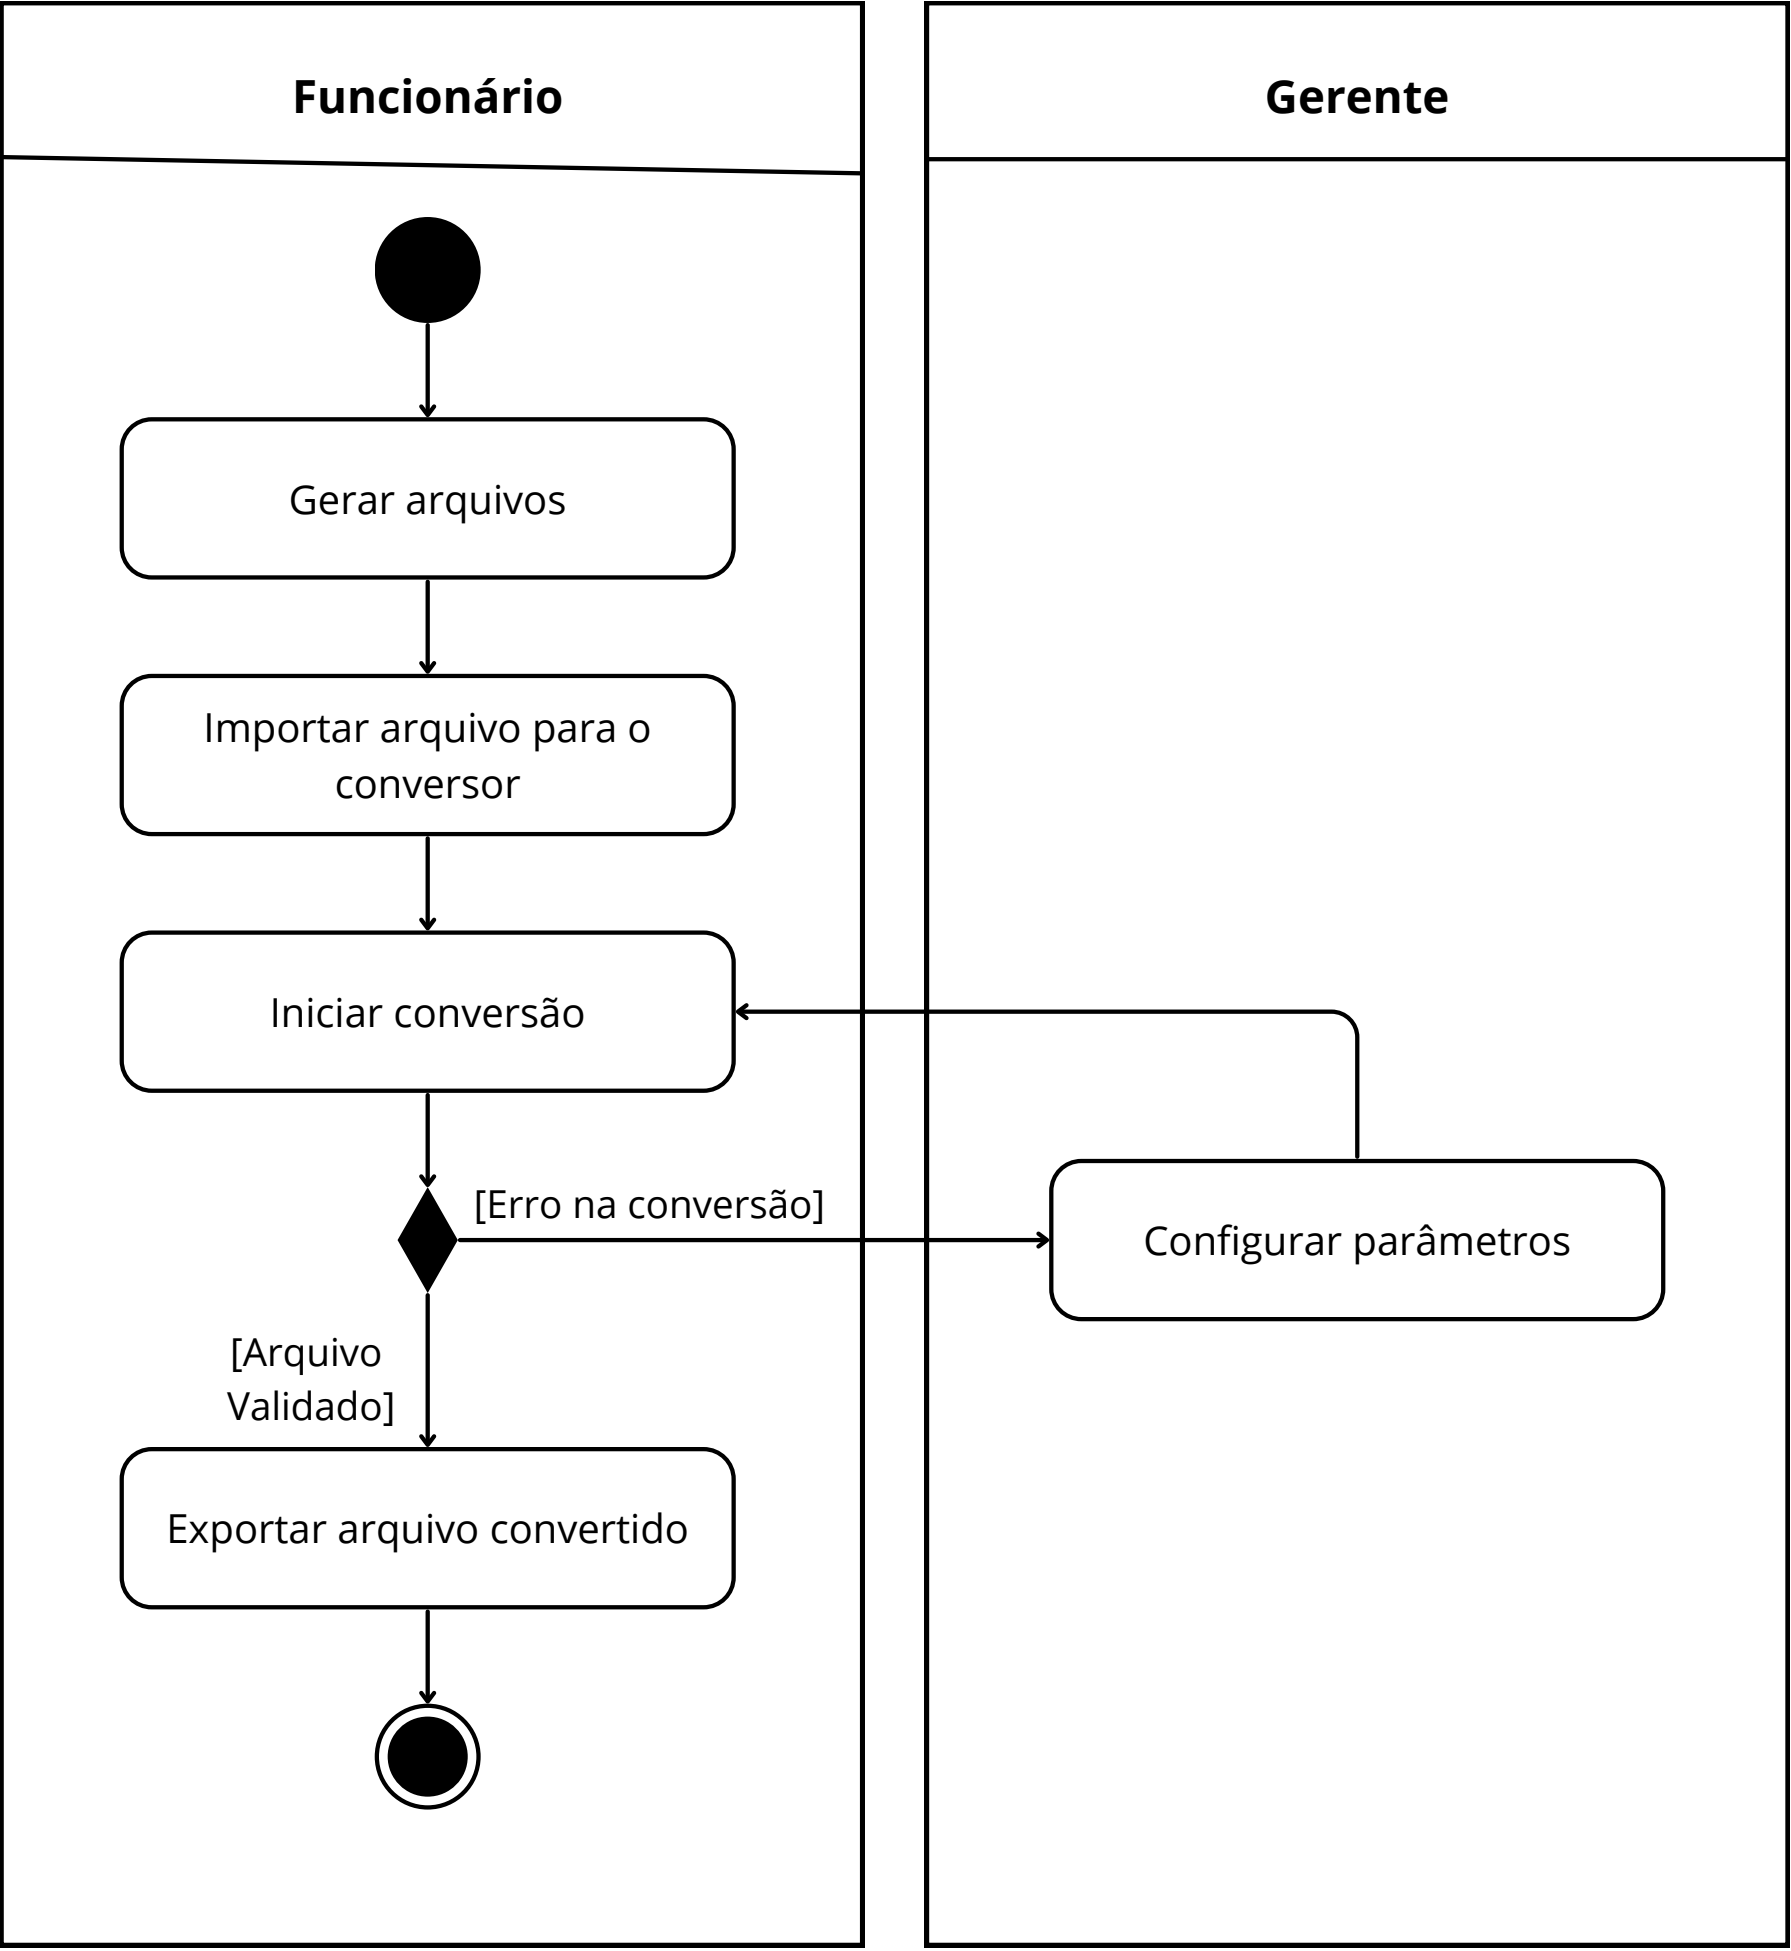 Funcionário
Gerente
Gerar arquivos
Importar arquivo para o
conversor
Iniciar conversão
[Erro na conversão]
Configurar parâmetros
[Arquivo
Validado]
Exportar arquivo convertido